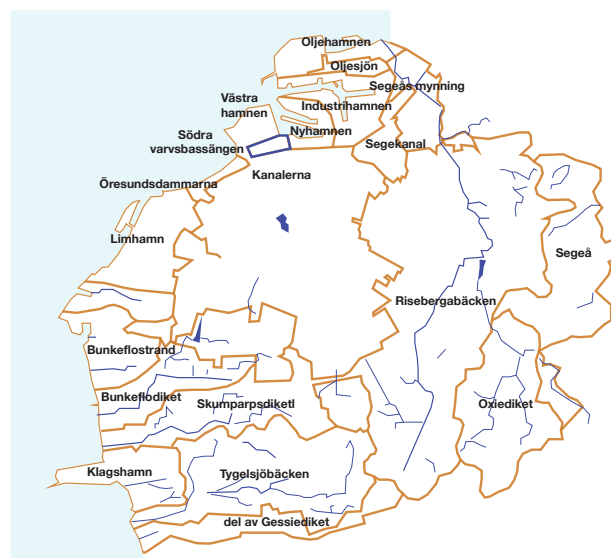 Oljehamnen
Oljesjön
Segeås mynning
Västra
hamnen
Industrihamnen
Södra
varvsbassängen
Nyhamnen
Segekanal
Kanalerna
Öresundsdammarna
Limhamn
Segeå
Risebergabäcken
Bunkeflostrand
Bunkeflodiket
Skumparpsdiketl
Oxiediket
Klagshamn
Tygelsjöbäcken
del av Gessiediket